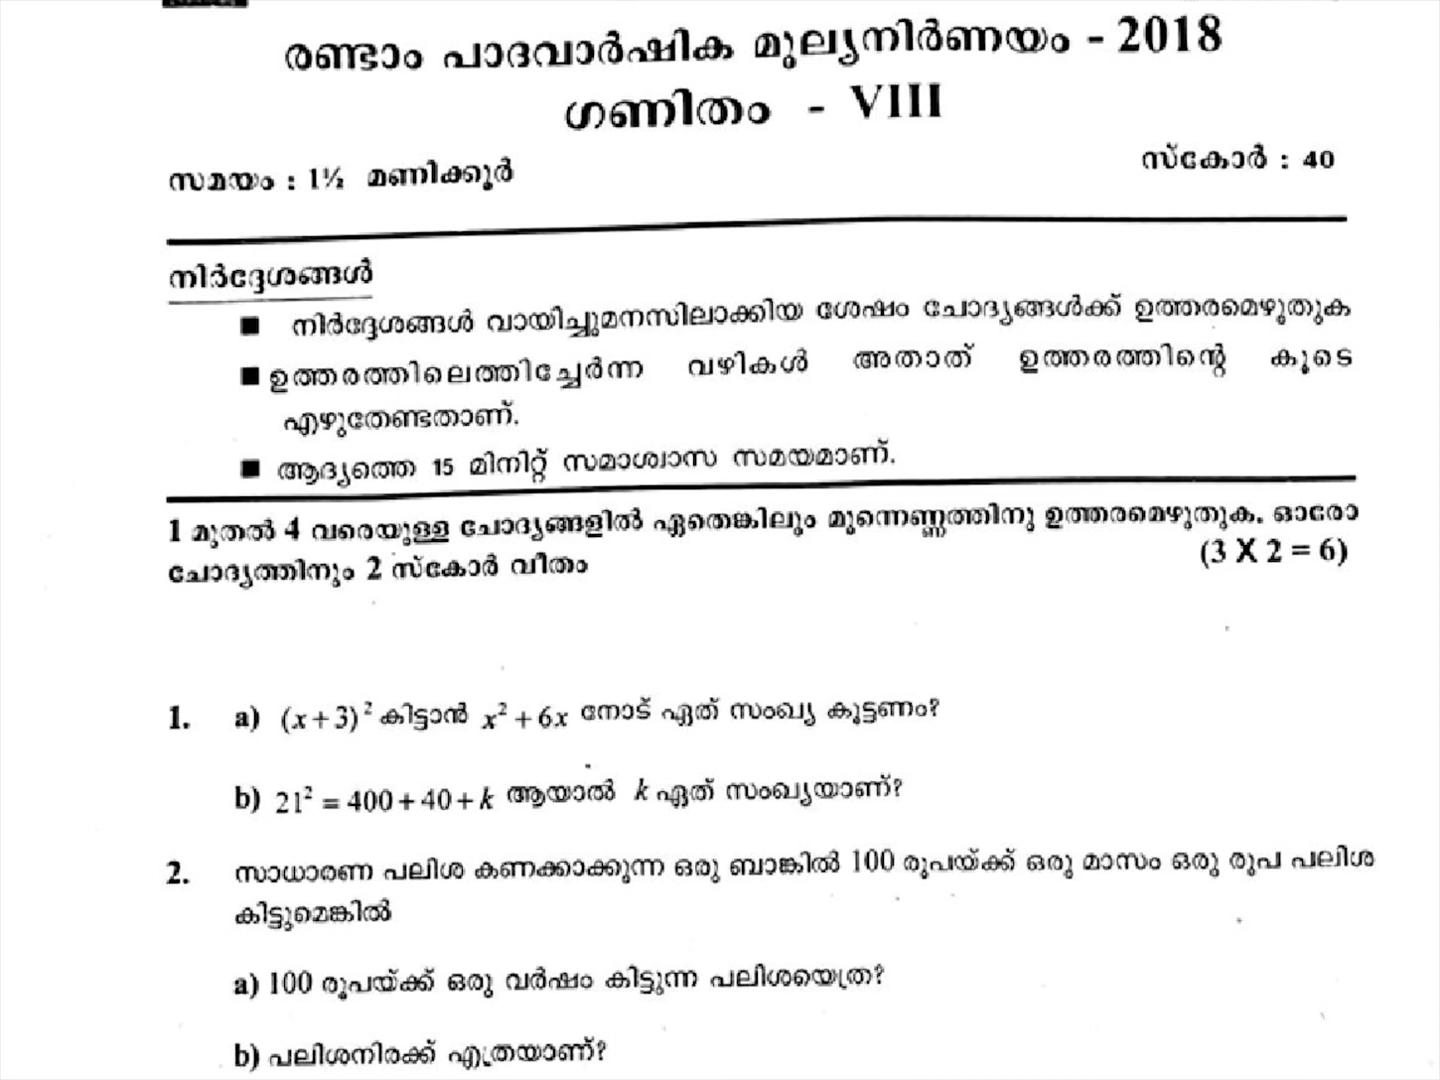 രണ്ടാം പാദവാർഷിക മൂല്യനിർണയം - 2018
ഗണിതം - VIII
സമയം : 1½ മണിക്കൂർ
സ്കോർ : 40
നിർദ്ദേശങ്ങൾ
■ നിർദ്ദേശങ്ങൾ വായിച്ചുമനസിലാക്കിയ ശേഷം ചോദ്യങ്ങൾക്ക് ഉത്തരമെഴുതുക
■ ഉത്തരത്തിലെത്തിച്ചേർന്ന വഴികൾ അതാത് ഉത്തരത്തിന്റെ കൂടെ
എഴുതേണ്ടതാണ്.
■ ആദ്യത്തെ 15 മിനിറ്റ് സമാശ്വാസ സമയമാണ്.
1 മുതൽ 4 വരെയുള്ള ചോദ്യങ്ങളിൽ ഏതെങ്കിലും മൂന്നെണ്ണത്തിനു ഉത്തരമെഴുതുക. ഓരോ
ചോദ്യത്തിനും 2 സ്കോർ വീതം (3 X 2 = 6)
1. a) (x+3)² കിട്ടാൻ x² + 6x നോട് ഏത് സംഖ്യ കൂട്ടണം?
b) 21² = 400 + 40 + k ആയാൽ k ഏത് സംഖ്യയാണ്?
2. സാധാരണ പലിശ കണക്കാക്കുന്ന ഒരു ബാങ്കിൽ 100 രൂപയ്ക്ക് ഒരു മാസം ഒരു രൂപ പലിശ
കിട്ടുമെങ്കിൽ
a) 100 രൂപയ്ക്ക് ഒരു വർഷം കിട്ടുന്ന പലിശയെത്ര?
b) പലിശനിരക്ക് എത്രയാണ്?